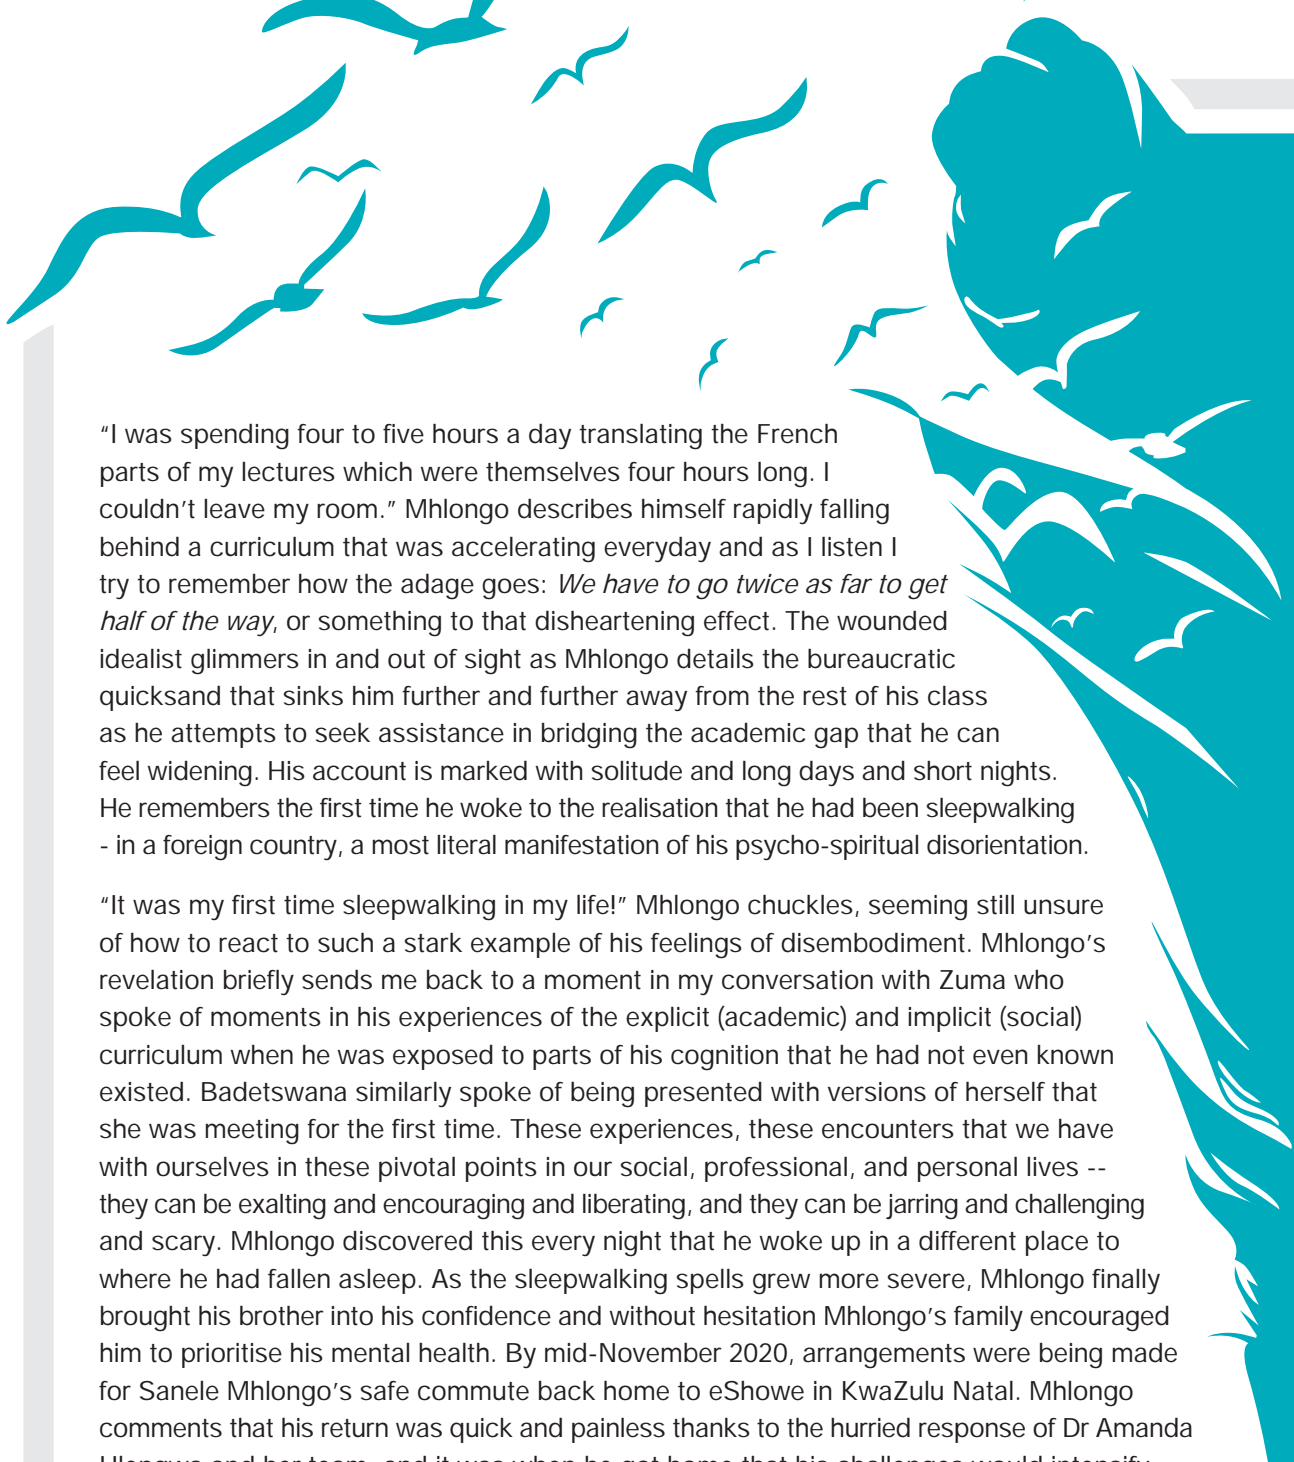 “I was spending four to five hours a day translating the French
parts of my lectures which were themselves four hours long. I
couldn’t leave my room.” Mhlongo describes himself rapidly falling
behind a curriculum that was accelerating everyday and as I listen I
try to remember how the adage goes: We have to go twice as far to get
half of the way, or something to that disheartening effect. The wounded
idealist glimmers in and out of sight as Mhlongo details the bureaucratic
quicksand that sinks him further and further away from the rest of his class
as he attempts to seek assistance in bridging the academic gap that he can
feel widening. His account is marked with solitude and long days and short nights.
He remembers the first time he woke to the realisation that he had been sleepwalking
- in a foreign country, a most literal manifestation of his psycho-spiritual disorientation.
“It was my first time sleepwalking in my life!” Mhlongo chuckles, seeming still unsure
of how to react to such a stark example of his feelings of disembodiment. Mhlongo’s
revelation briefly sends me back to a moment in my conversation with Zuma who
spoke of moments in his experiences of the explicit (academic) and implicit (social)
curriculum when he was exposed to parts of his cognition that he had not even known
existed. Badetswana similarly spoke of being presented with versions of herself that
she was meeting for the first time. These experiences, these encounters that we have
with ourselves in these pivotal points in our social, professional, and personal lives --
they can be exalting and encouraging and liberating, and they can be jarring and challenging
and scary. Mhlongo discovered this every night that he woke up in a different place to
where he had fallen asleep. As the sleepwalking spells grew more severe, Mhlongo finally
brought his brother into his confidence and without hesitation Mhlongo’s family encouraged
him to prioritise his mental health. By mid-November 2020, arrangements were being made
for Sanele Mhlongo’s safe commute back home to eShowe in KwaZulu Natal. Mhlongo
comments that his return was quick and painless thanks to the hurried response of Dr Amanda
and her team, and it was when he got home that his challenges would intensify